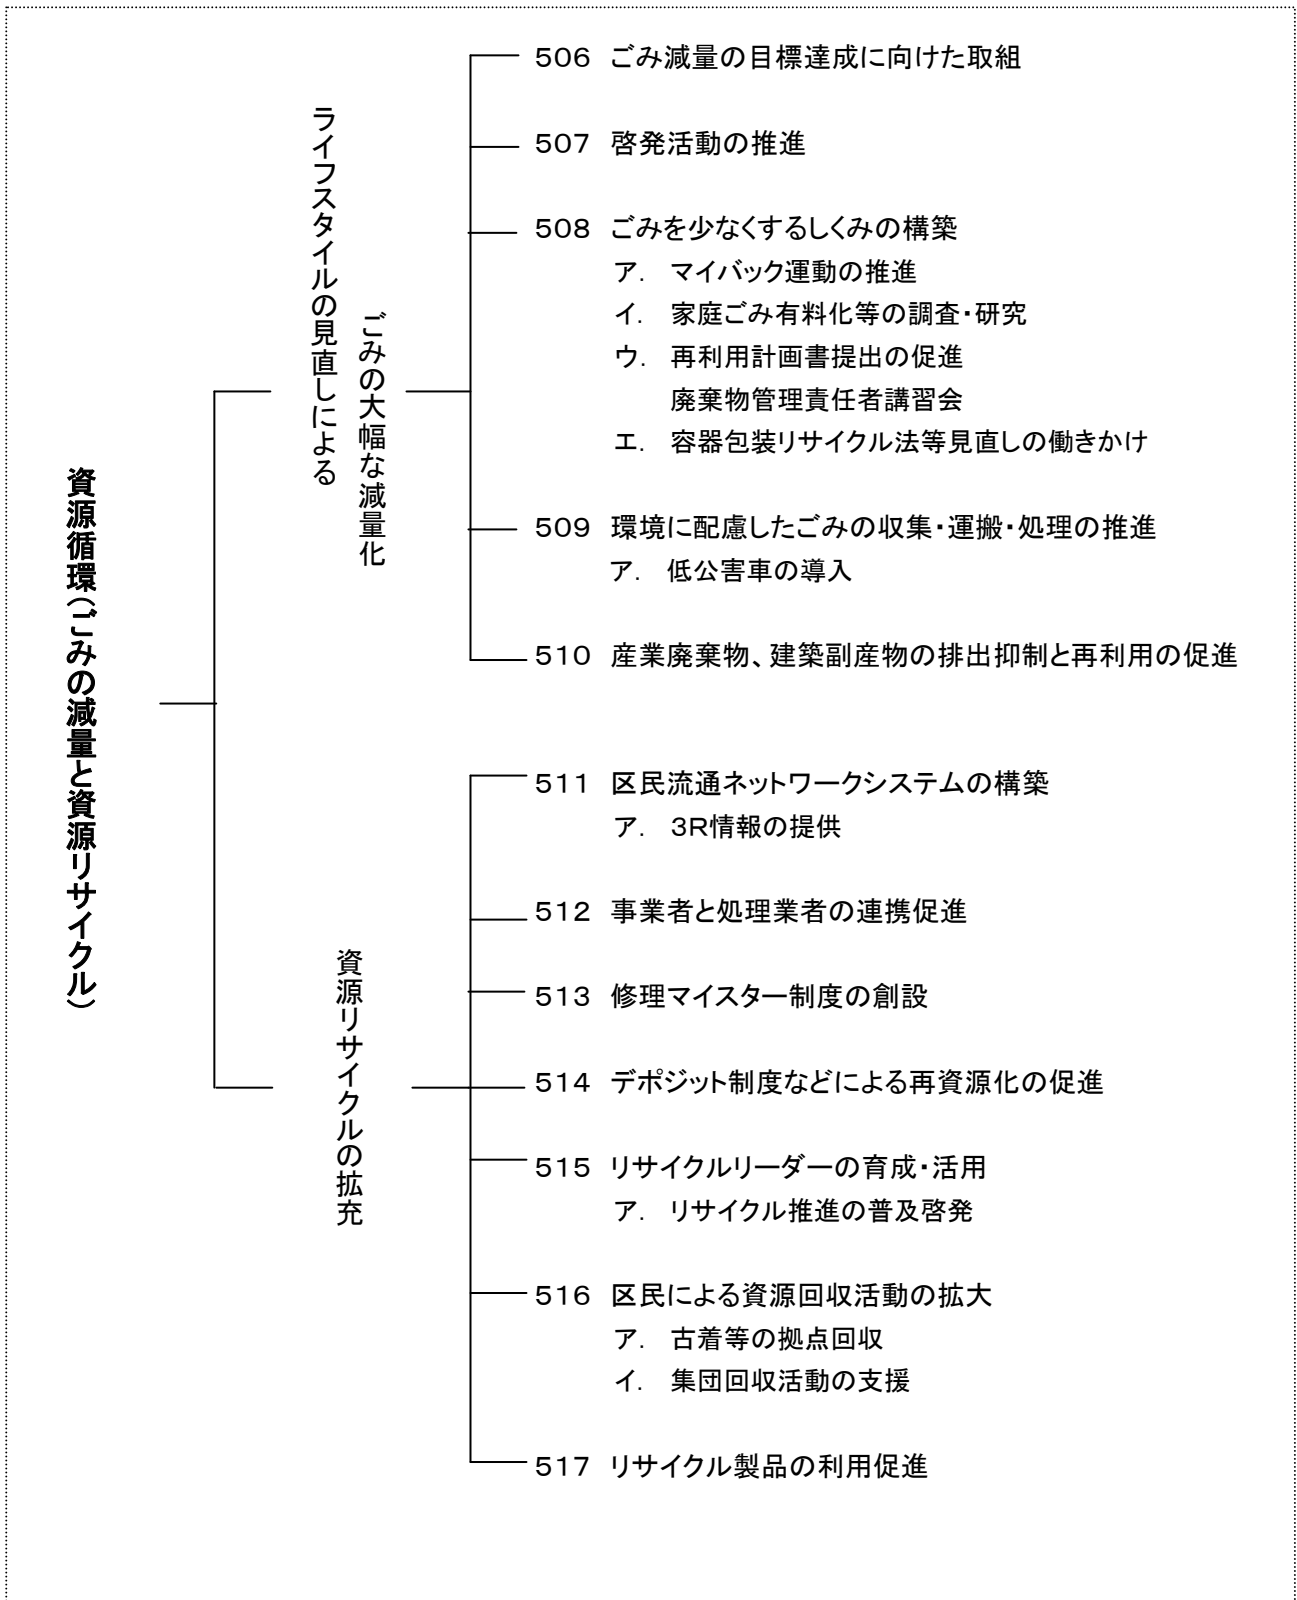 資源循環（ごみの減量と資源リサイクル）
ライフスタイルの見直しによる
ごみの大幅な減量化
506 ごみ減量の目標達成に向けた取組
507 啓発活動の推進
508 ごみを少なくするしくみの構築
ア． マイバック運動の推進
イ． 家庭ごみ有料化等の調査・研究
ウ． 再利用計画書提出の促進
廃棄物管理責任者講習会
エ． 容器包装リサイクル法等見直しの働きかけ
509 環境に配慮したごみの収集・運搬・処理の推進
ア． 低公害車の導入
510 産業廃棄物、建築副産物の排出抑制と再利用の促進
資源リサイクルの拡充
511 区民流通ネットワークシステムの構築
ア． 3R情報の提供
512 事業者と処理業者の連携促進
513 修理マイスター制度の創設
514 デポジット制度などによる再資源化の促進
515 リサイクルリーダーの育成・活用
ア． リサイクル推進の普及啓発
516 区民による資源回収活動の拡大
ア． 古着等の拠点回収
イ． 集団回収活動の支援
517 リサイクル製品の利用促進